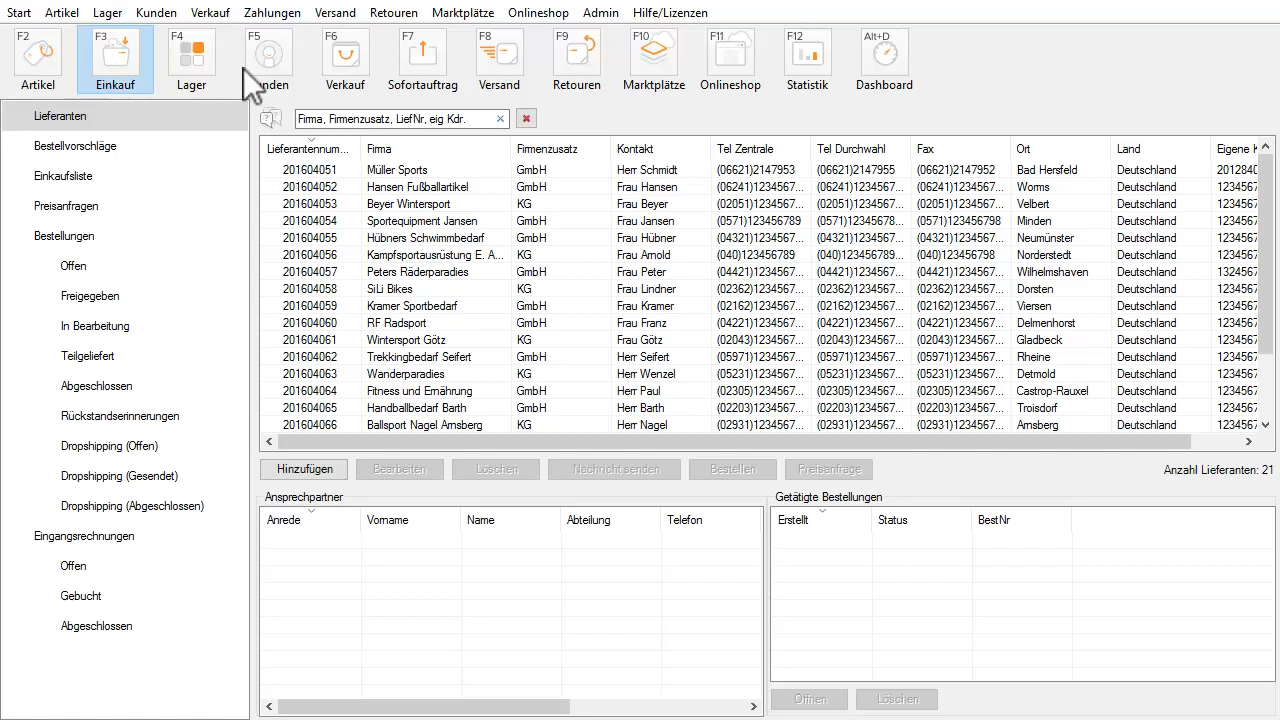 Start Artikel Lager Kunden Verkauf Zahlungen Versand Retouren Marktplätze Onlineshop Admin Hilfe/Lizenzen
F2 F3 F4 F5 F6 F7 F8 F9 F10 F11 F12 Alt+D
Artikel Einkauf Lager Verkauf Sofortauftrag Versand Retouren Marktplätze Onlineshop Statistik Dashboard
Lieferanten
Bestellvorschläge
Einkaufsliste
Preisanfragen
Bestellungen
Offen
Freigegeben
In Bearbeitung
Teilgeliefert
Abgeschlossen
Rückstandserinnerungen
Dropshipping (Offen)
Dropshipping (Gesendet)
Dropshipping (Abgeschlossen)
Eingangsrechnungen
Offen
Gebucht
Abgeschlossen
Firma, Firmenzusatz, LiefNr, eig Kdr.
Lieferantennum... Firma Firmenzusatz Kontakt Tel Zentrale Tel Durchwahl Fax Ort Land Eigene K
201604051 Müller Sports GmbH Herr Schmidt (06621)2147953 (06621)2147955 (06621)2147952 Bad Hersfeld Deutschland 2012840
201604052 Hansen Fußballartikel GmbH Frau Hansen (06241)1234567... (06241)1234567... (06241)1234567... Worms Deutschland 1234567
201604053 Beyer Wintersport KG Frau Beyer (02051)1234567... (02051)1234567... (02051)1234567... Velbert Deutschland 1234567
201604054 Sportequipment Jansen GmbH Frau Jansen (0571)123456789 (0571)12345678... (0571)123456798 Minden Deutschland 1234567
201604055 Hübners Schwimmbedarf GmbH Frau Hübner (04321)1234567... (04321)1234567... (04321)1234567... Neumünster Deutschland 1234567
201604056 Kampfsportausrüstung E. A... KG Frau Arnold (040)123456789 (040)123456789... (040)123456798 Norderstedt Deutschland 1234567
201604057 Peters Räderparadies GmbH Frau Peter (04421)1234567... (04421)1234567... (04421)1234567... Wilhelmshaven Deutschland 1324567
201604058 SiLi Bikes KG Frau Lindner (02362)1234567... (02362)1234567... (02362)1234567... Dorsten Deutschland 1234567
201604059 Kramer Sportbedarf GmbH Frau Kramer (02162)1234567... (02162)1234567... (02162)1234567... Viersen Deutschland 1234567
201604060 RF Radsport GmbH Frau Franz (04221)1234567... (04221)1234567... (04221)1234567... Delmenhorst Deutschland 1234567
201604061 Wintersport Götz KG Frau Götz (02043)1234567... (02043)1234567... (02043)1234567... Gladbeck Deutschland 1234567
201604062 Trekkingbedarf Seifert GmbH Herr Seifert (05971)1234567... (05971)1234567... (05971)1234567... Rheine Deutschland 1234567
201604063 Wanderparadies KG Herr Wenzel (05231)1234567... (05231)1234567... (05231)1234567... Detmold Deutschland 1234567
201604064 Fitness und Ernährung GmbH Herr Paul (02305)1234567... (02305)1234567... (02305)1234567... Castrop-Rauxel Deutschland 1234567
201604065 Handballbedarf Barth GmbH Herr Barth (02203)1234567... (02203)1234567... (02203)1234567... Troisdorf Deutschland 1234567
201604066 Ballsport Nagel Arnsberg KG Herr Nagel (02931)1234567... (02931)1234567... (02931)1234567... Arnsberg Deutschland 1234567
Hinzufügen Bearbeiten Löschen Nachricht senden Bestellen Preisanfrage Anzahl Lieferanten: 21
Ansprechpartner Getätigte Bestellungen
Anrede Vorname Name Abteilung Telefon Erstellt Status BestNr
Öffnen Löschen